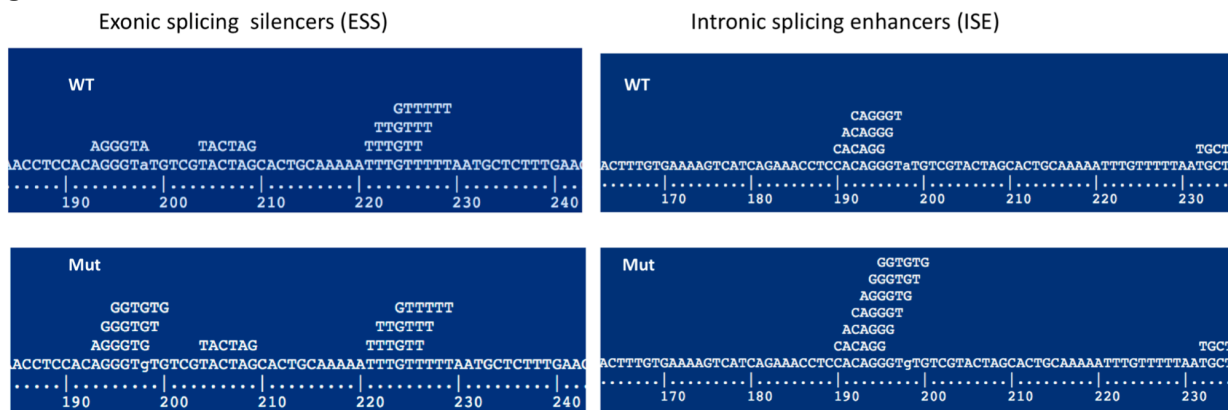 Exonic splicing silencers (ESS)
WT
GTTTTT
TTGTTT
AGGGTA TACTAG TTTGTT
AACCTCCACAGGGTaTGTCGTACTAGCACTGCAAAAATTTGTTTTTAATGCTCTTTGAAG
......|.........|.........|.........|.........|.........|..
190 200 210 220 230 240
Intronic splicing enhancers (ISE)
WT
CAGGGT
ACAGGG
CACAGG TGCT
ACTTTGTGAAAAGTCATCAGAAACCTCCACAGGGTaTGTCGTACTAGCACTGCAAAAATTTGTTTTTAATGCT
.......|.........|.........|.........|.........|.........|.........|....
170 180 190 200 210 220 230
Mut
GGTGTG GTTTTT
GGGTGT TTGTTT
AGGGTG TACTAG TTTGTT
AACCTCCACAGGGTgTGTCGTACTAGCACTGCAAAAATTTGTTTTTAATGCTCTTTGAAG
......|.........|.........|.........|.........|.........|...
190 200 210 220 230 240
Mut
GGTGTG
GGGTGT
AGGGTG
CAGGGT
ACAGGG
CACAGG TGCT
ACTTTGTGAAAAGTCATCAGAAACCTCCACAGGGTgTGTCGTACTAGCACTGCAAAAATTTGTTTTTAATGCT
.......|.........|.........|.........|.........|.........|.........|....
170 180 190 200 210 220 230